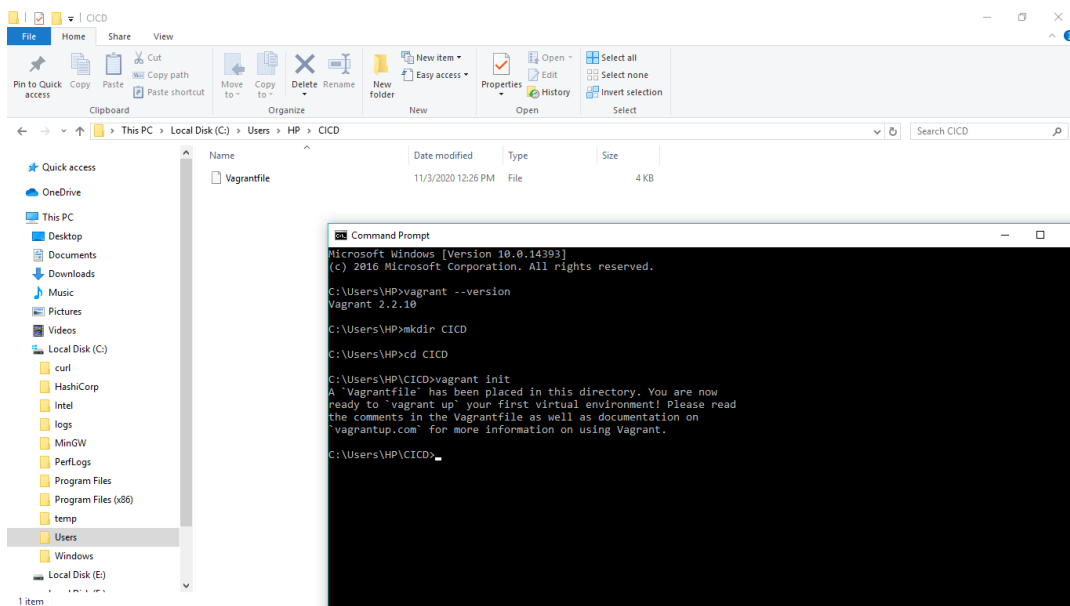 CICD
File Home Share View
Pin to Quick access
Copy
Paste
Cut
Copy path
Paste shortcut
Clipboard
Move to
Copy to
Delete
Rename
Organize
New folder
New item
Easy access
New
Properties
Open
Edit
History
Open
Select all
Select none
Invert selection
Select
This PC > Local Disk (C:) > Users > HP > CICD
Search CICD
Name Date modified Type Size
Vagrantfile 11/3/2020 12:26 PM File 4 KB
Quick access
OneDrive
This PC
Desktop
Documents
Downloads
Music
Pictures
Videos
Local Disk (C:)
curl
HashiCorp
Intel
logs
MinGW
PerfLogs
Program Files
Program Files (x86)
temp
Users
Windows
Local Disk (E:)
1 item
Command Prompt
Microsoft Windows [Version 10.0.14393]
(c) 2016 Microsoft Corporation. All rights reserved.
C:\Users\HP>vagrant --version
Vagrant 2.2.10
C:\Users\HP>mkdir CICD
C:\Users\HP>cd CICD
C:\Users\HP\CICD>vagrant init
A `Vagrantfile` has been placed in this directory. You are now
ready to `vagrant up` your first virtual environment! Please read
the comments in the Vagrantfile as well as documentation on
`vagrantup.com` for more information on using Vagrant.
C:\Users\HP\CICD>